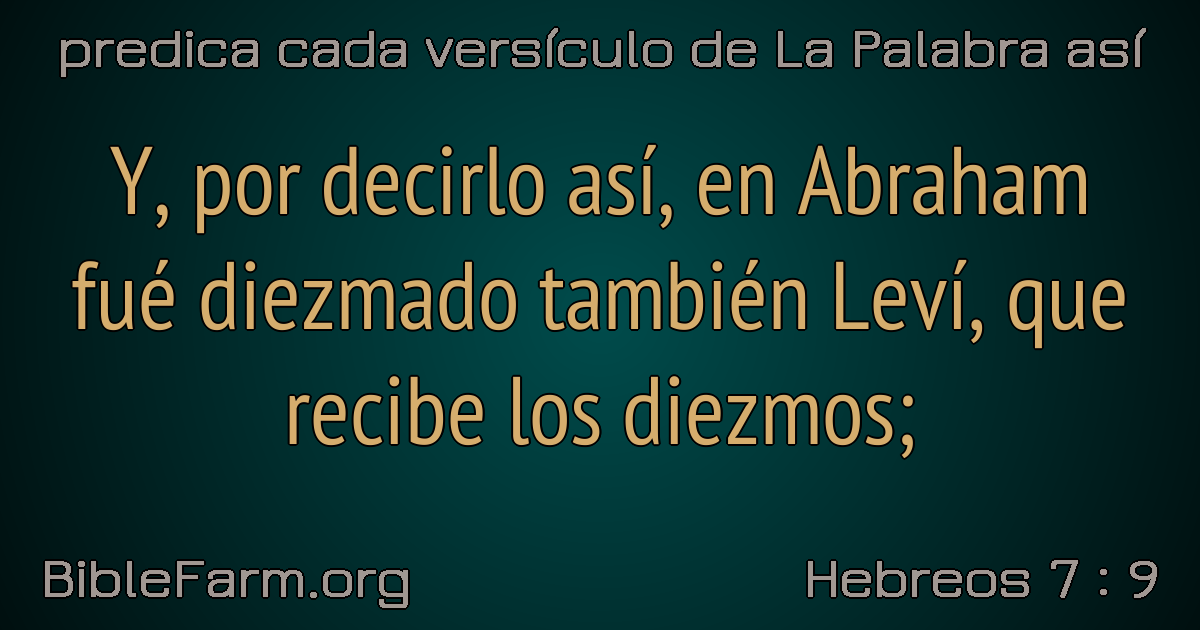 predica cada versículo de La Palabra así
Y, por decirlo así, en Abraham
fué diezmado también Leví, que
recibe los diezmos;
BibleFarm.org
Hebreos 7 : 9